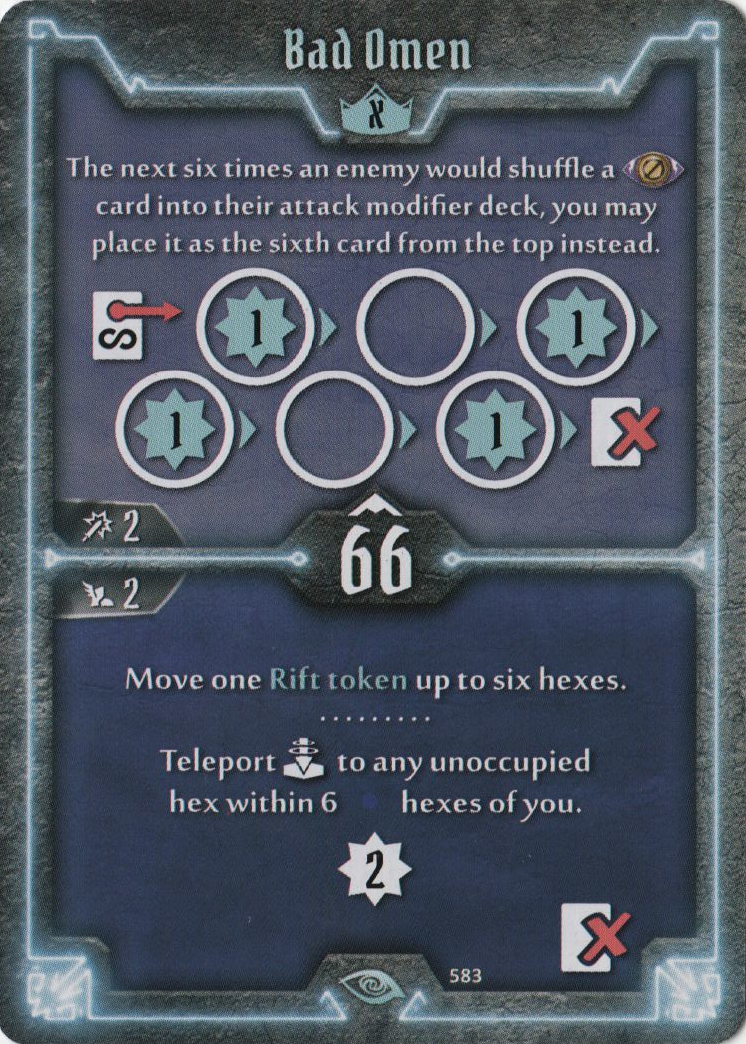 Bad Omen
X
The next six times an enemy would shuffle a
card into their attack modifier deck, you may
place it as the sixth card from the top instead.
1 1
1 1
2
66
2
Move one Rift token up to six hexes.
Teleport to any unoccupied
hex within 6 hexes of you.
2
583